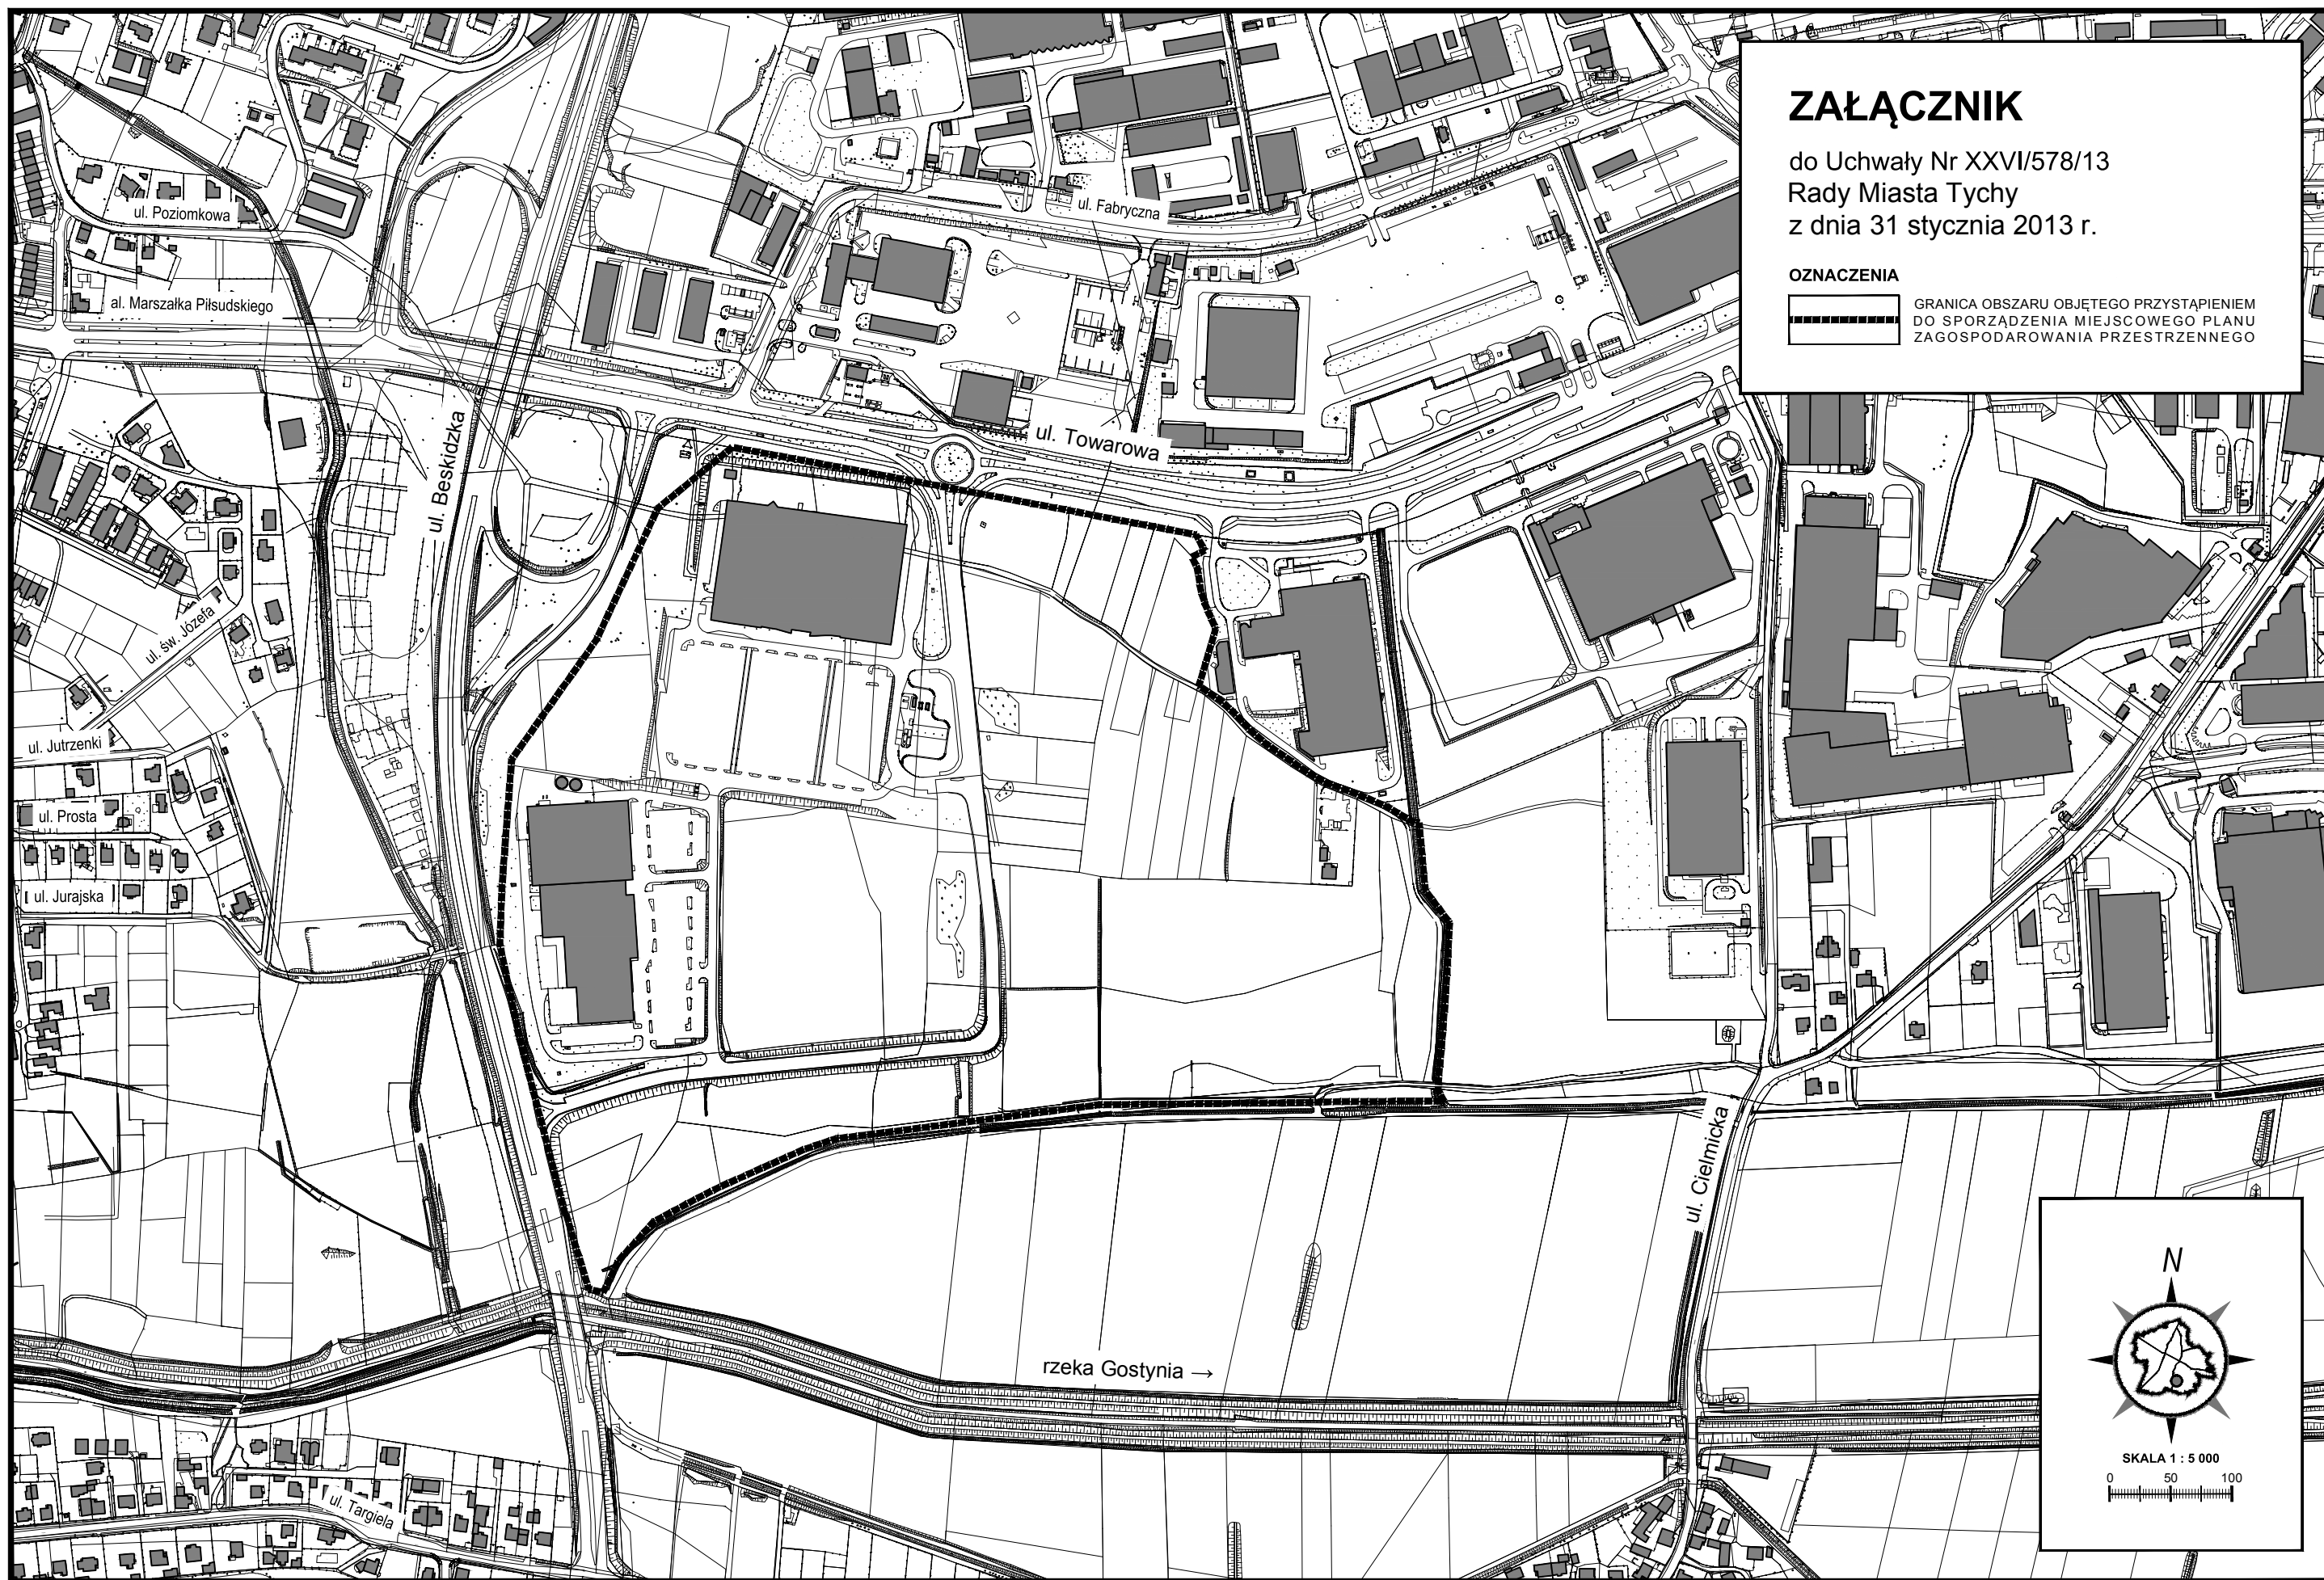 ZAŁĄCZNIK
do Uchwały Nr XXVI/578/13
Rady Miasta Tychy
z dnia 31 stycznia 2013 r.
OZNACZENIA
GRANICA OBSZARU OBJĘTEGO PRZYSTĄPIENIEM
DO SPORZĄDZENIA MIEJSCOWEGO PLANU
ZAGOSPODAROWANIA PRZESTRZENNEGO
ul. Poziomkowa
ul. Fabryczna
al. Marszałka Piłsudskiego
ul. Beskidzka
ul. Towarowa
ul. św. Józefa
ul. Jutrzenki
ul. Prosta
ul. Jurajska
ul. Cielmicka
rzeka Gostynia →
ul. Targiela
N
SKALA 1 : 5 000
0 50 100